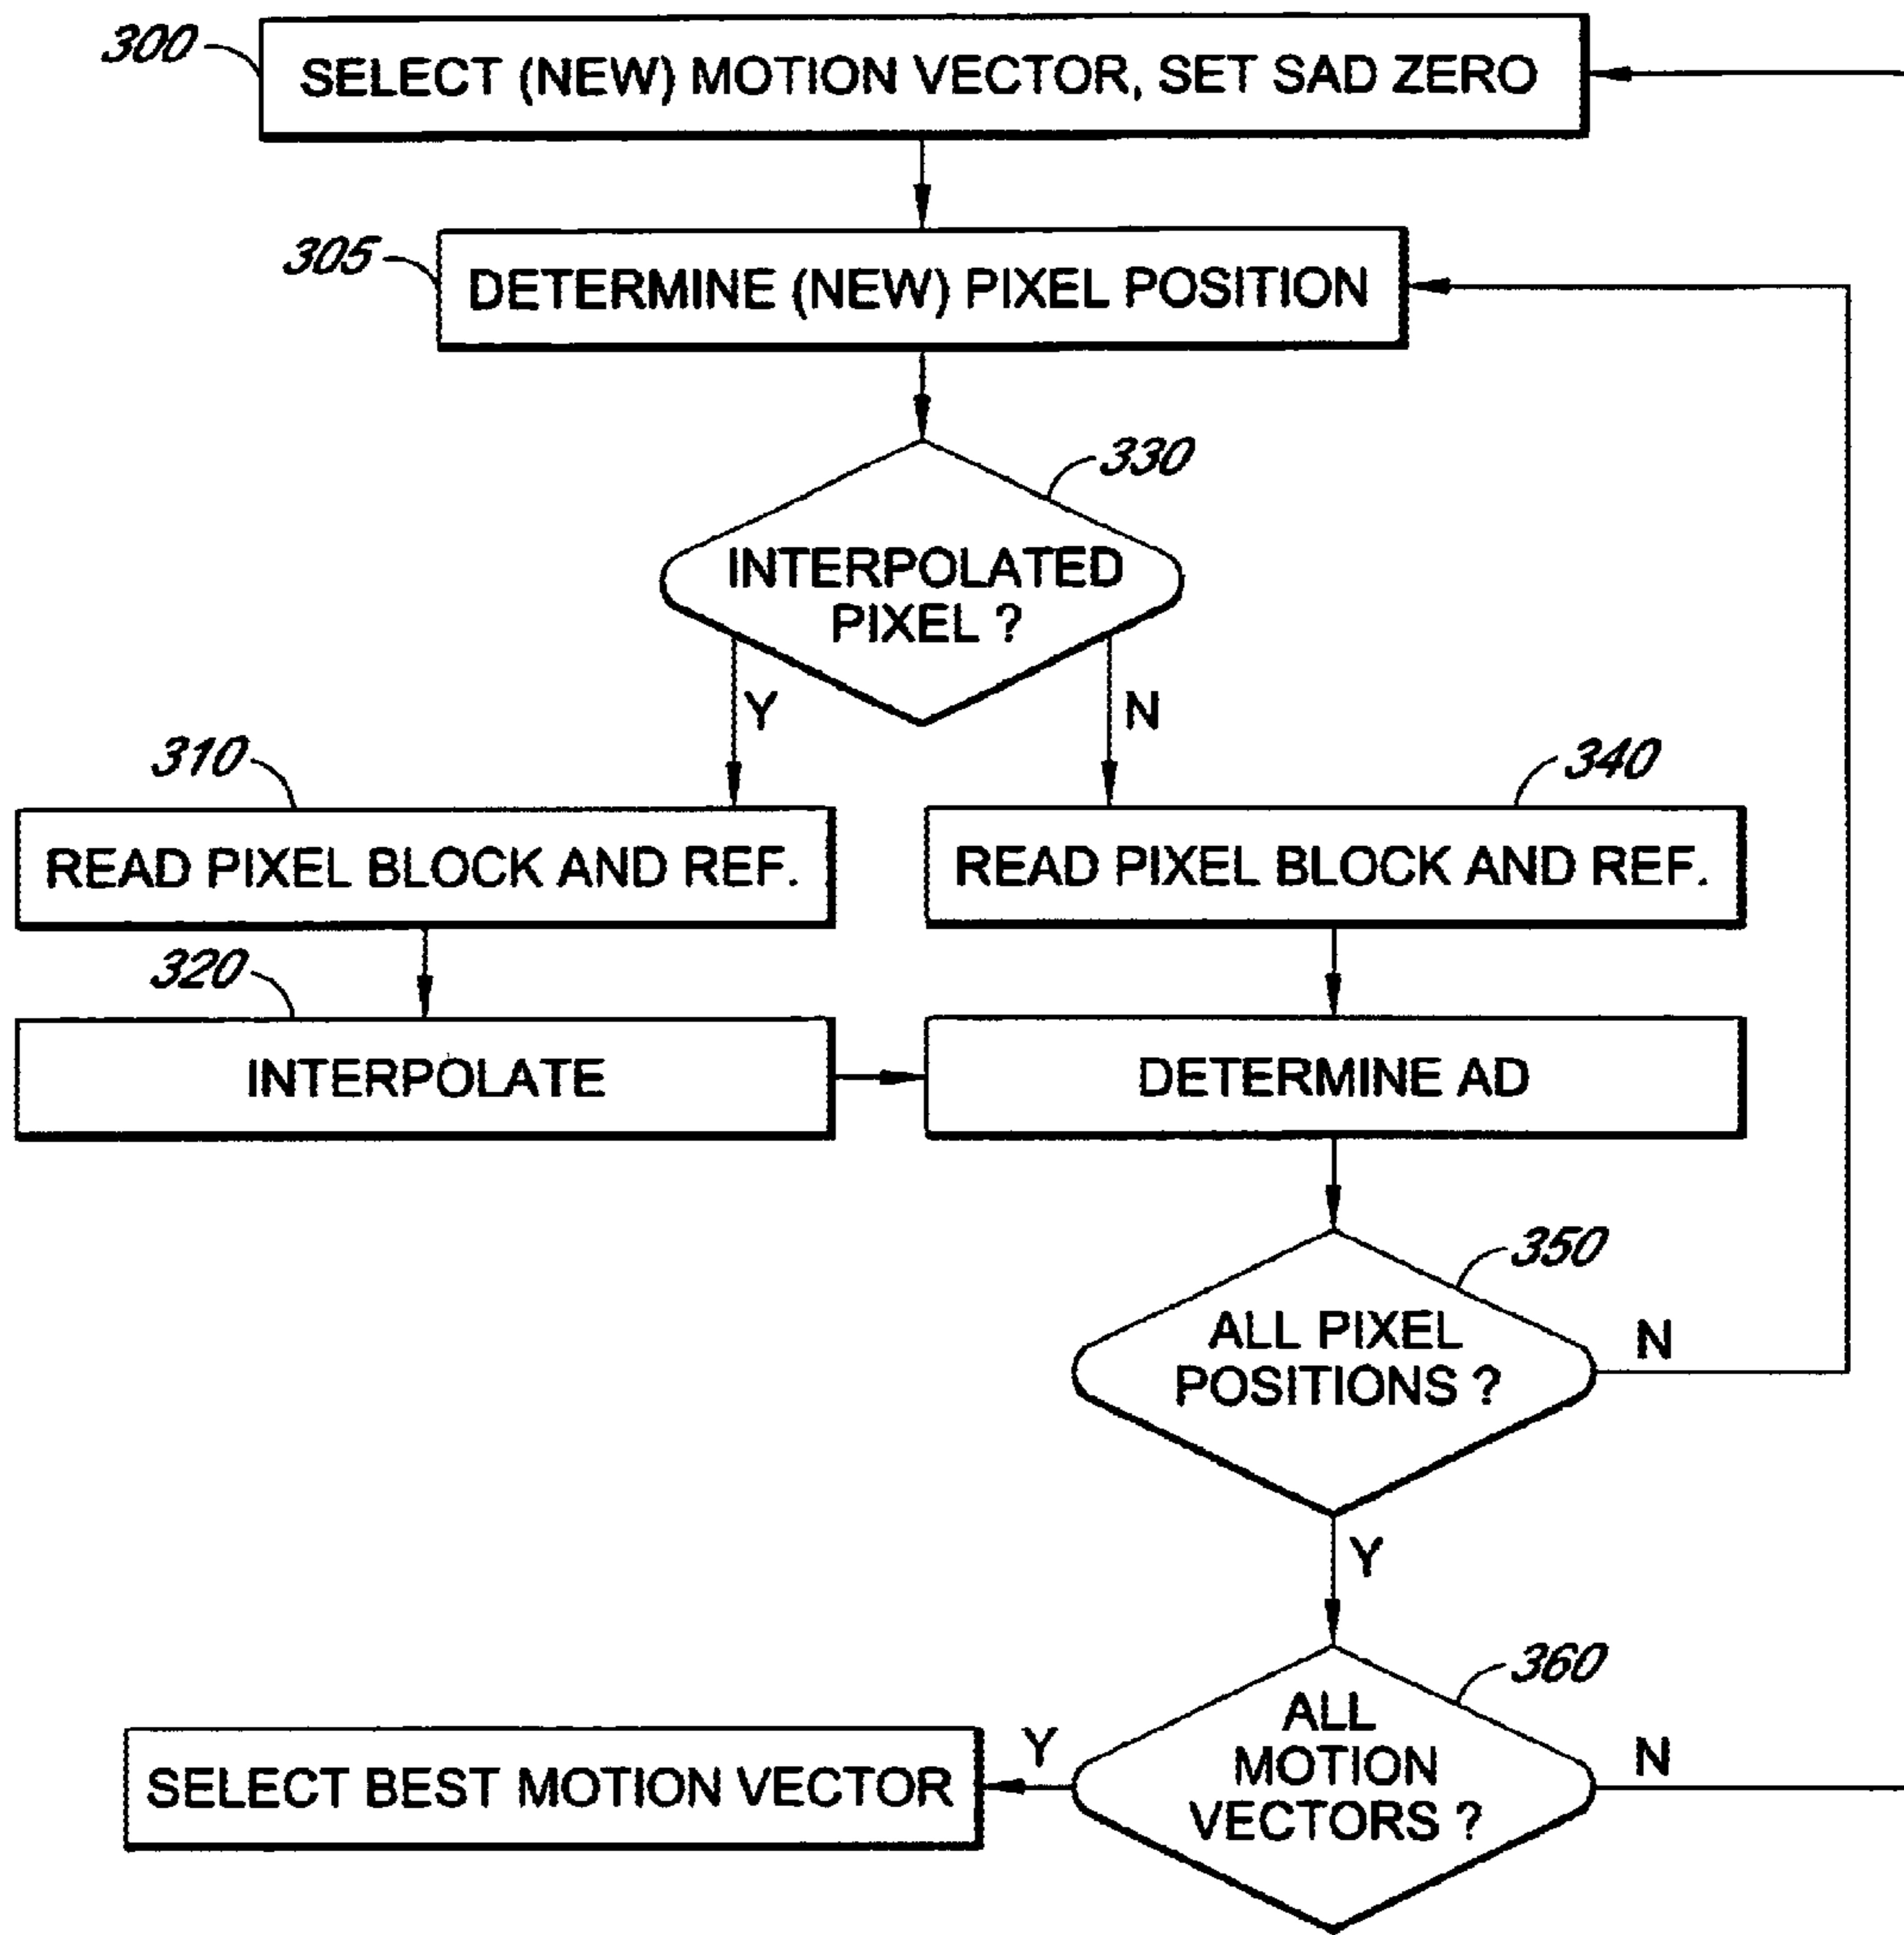 300
SELECT (NEW) MOTION VECTOR, SET SAD ZERO
305
DETERMINE (NEW) PIXEL POSITION
330
INTERPOLATED
PIXEL ?
Y
N
310
340
READ PIXEL BLOCK AND REF.
READ PIXEL BLOCK AND REF.
320
INTERPOLATE
DETERMINE AD
350
ALL PIXEL
POSITIONS ?
N
Y
360
ALL
MOTION
VECTORS ?
Y
N
SELECT BEST MOTION VECTOR